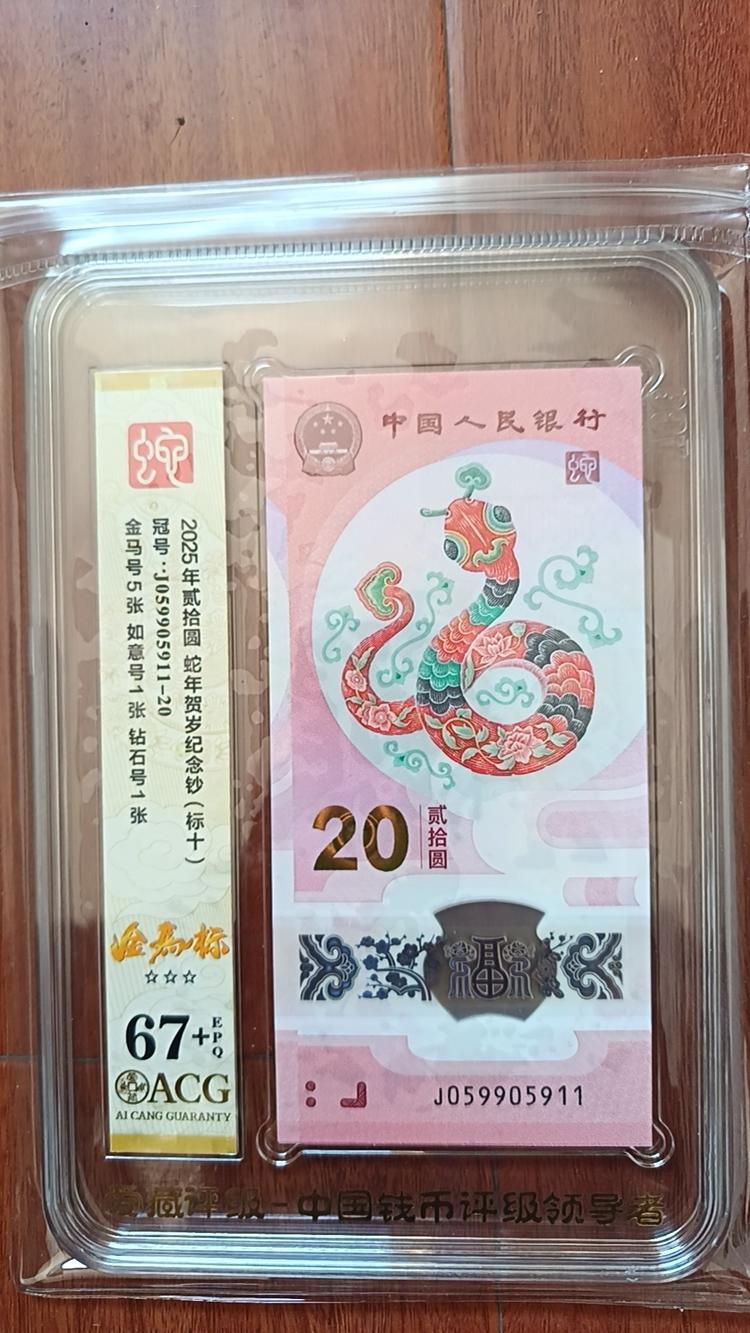 蛇
2025年贰拾圆 蛇年贺岁纪念钞(标十)
冠号:J059905911-20
金马号5张 如意号1张 钻石号1张
金马标
☆☆☆
67+EPQ
ACG
AI CANG GUARANTY
中国人民银行
蛇
20
贰拾圆
福
J059905911
爱藏评级-中国钱币评级领导者